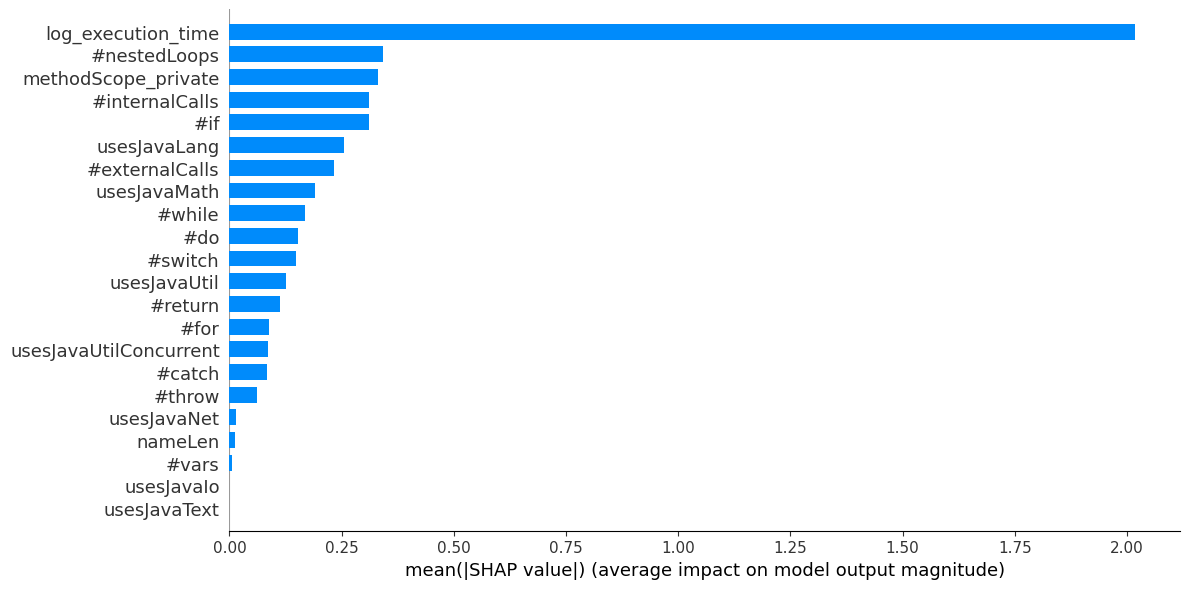 log_execution_time
#nestedLoops
methodScope_private
#internalCalls
#if
usesJavaLang
#externalCalls
usesJavaMath
#while
#do
#switch
usesJavaUtil
#return
#for
usesJavaUtilConcurrent
#catch
#throw
usesJavaNet
nameLen
#vars
usesJavaIo
usesJavaText
0.00 0.25 0.50 0.75 1.00 1.25 1.50 1.75 2.00
mean(|SHAP value|) (average impact on model output magnitude)